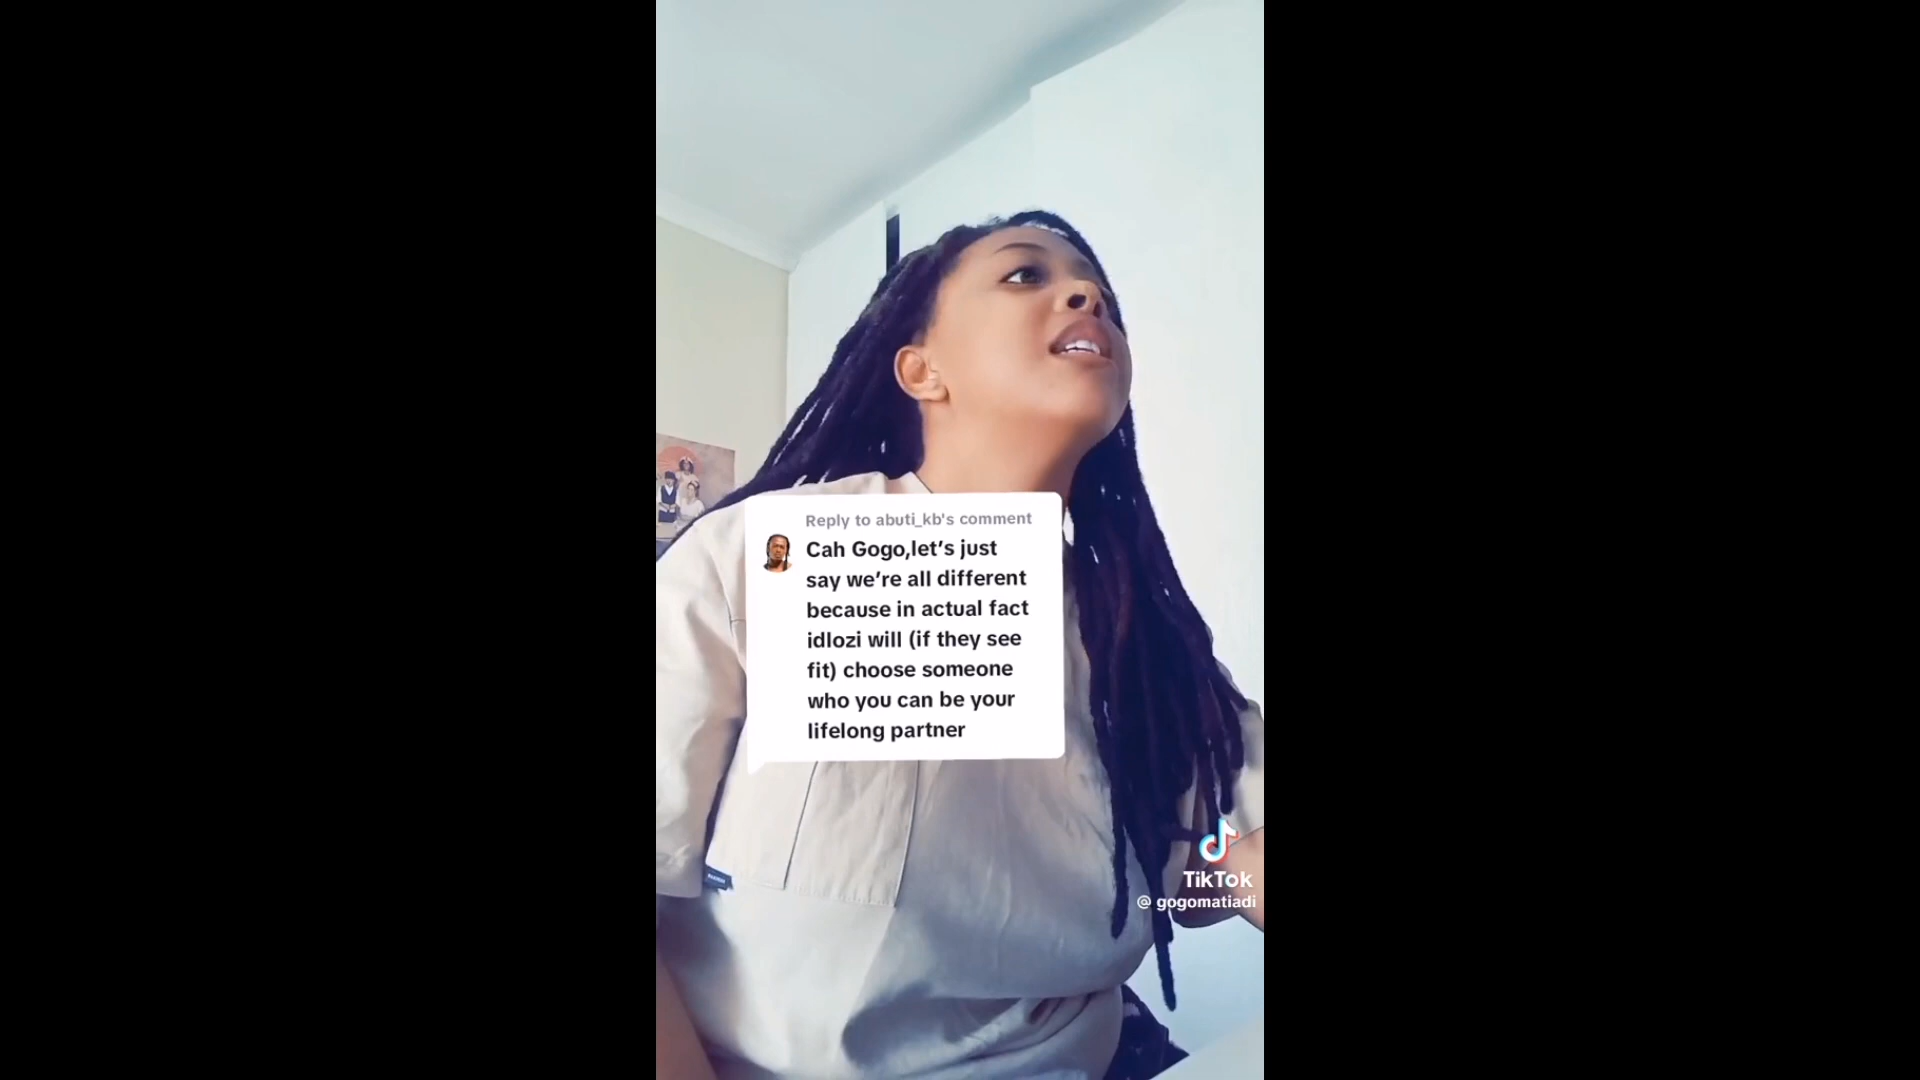 Reply to abuti_kb's comment
Cah Gogo,let's just
say we're all different
because in actual fact
idlozi will (if they see
fit) choose someone
who you can be your
lifelong partner
TikTok
@ gogomatiadi